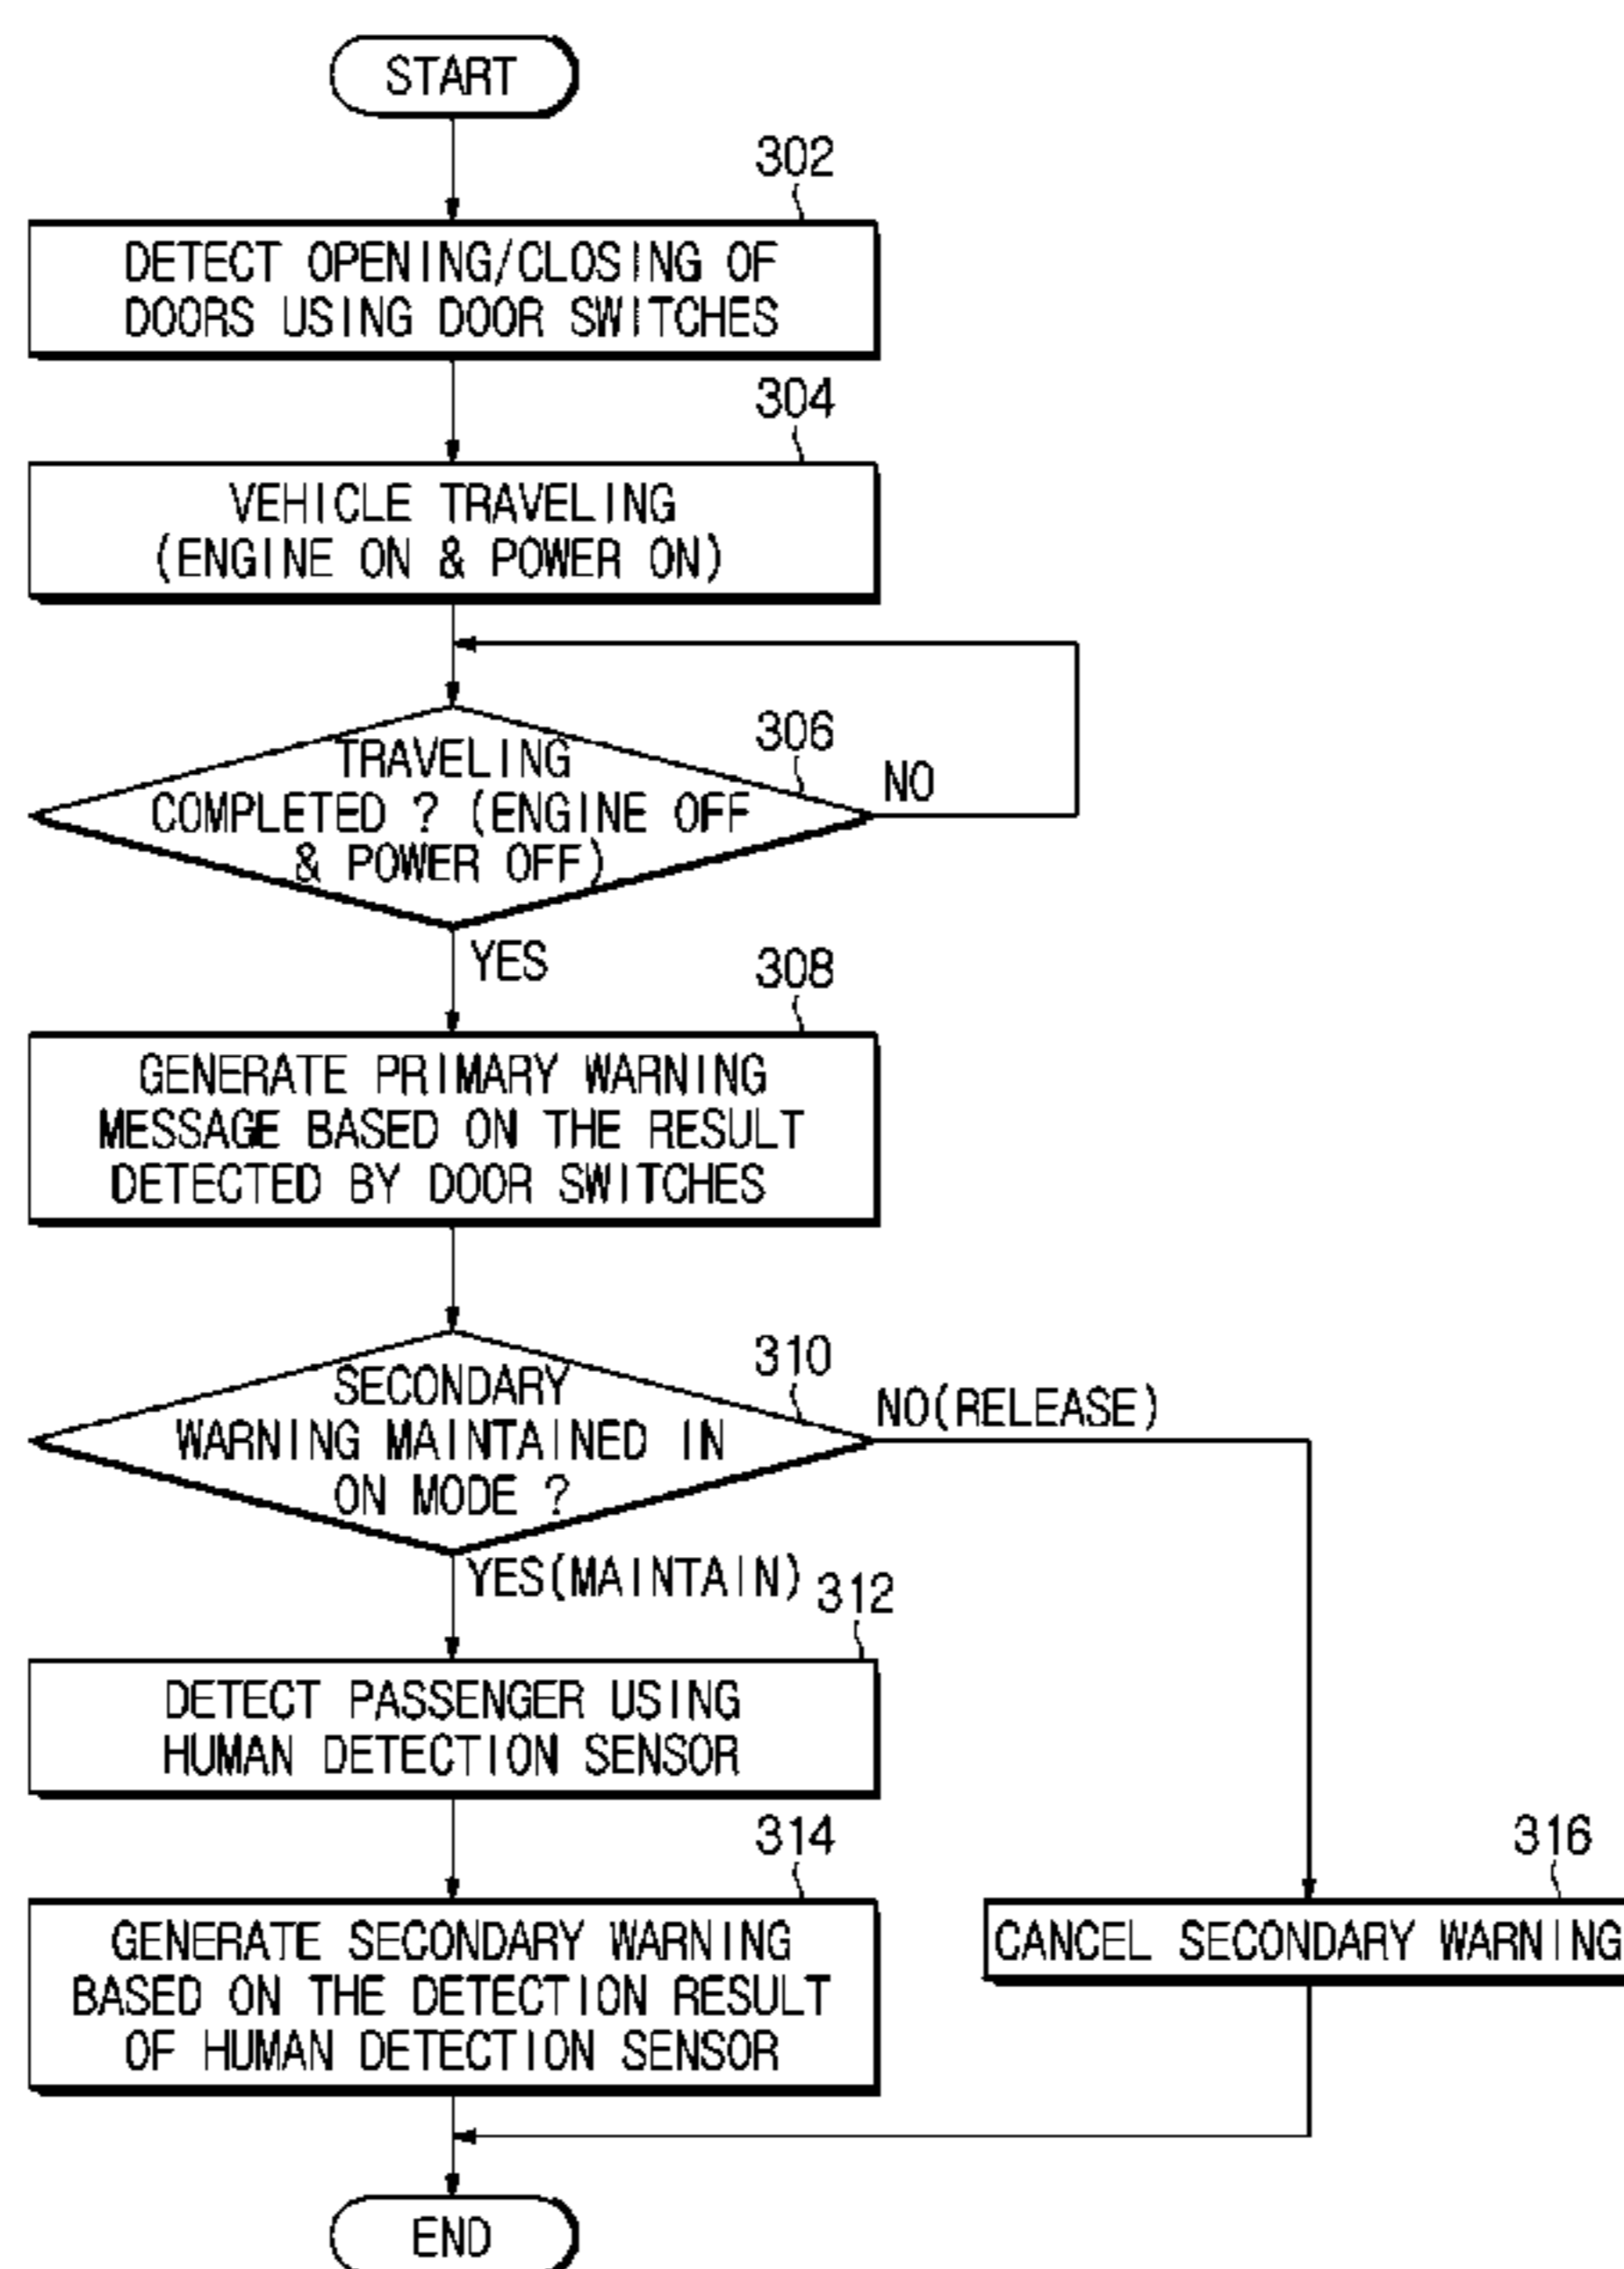 START
302
DETECT OPENING/CLOSING OF
DOORS USING DOOR SWITCHES
304
VEHICLE TRAVELING
(ENGINE ON & POWER ON)
306
TRAVELING
COMPLETED ? (ENGINE OFF
& POWER OFF)
NO
YES
308
GENERATE PRIMARY WARNING
MESSAGE BASED ON THE RESULT
DETECTED BY DOOR SWITCHES
310
SECONDARY
WARNING MAINTAINED IN
ON MODE ?
NO(RELEASE)
YES(MAINTAIN)
312
DETECT PASSENGER USING
HUMAN DETECTION SENSOR
314
GENERATE SECONDARY WARNING
BASED ON THE DETECTION RESULT
OF HUMAN DETECTION SENSOR
316
CANCEL SECONDARY WARNING
END